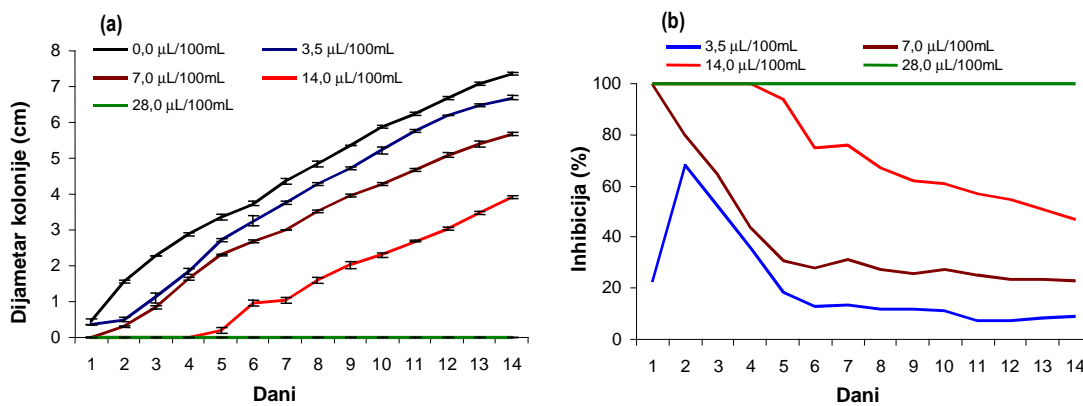 (a)
0,0 μL/100mL 3,5 μL/100mL
7,0 μL/100mL 14,0 μL/100mL
28,0 μL/100mL
Dijametar kolonije (cm)
8
7
6
5
4
3
2
1
0
1 2 3 4 5 6 7 8 9 10 11 12 13 14
Dani
(b)
3,5 μL/100mL 7,0 μL/100mL
14,0 μL/100mL 28,0 μL/100mL
Inhibicija (%)
100
80
60
40
20
0
1 2 3 4 5 6 7 8 9 10 11 12 13 14
Dani